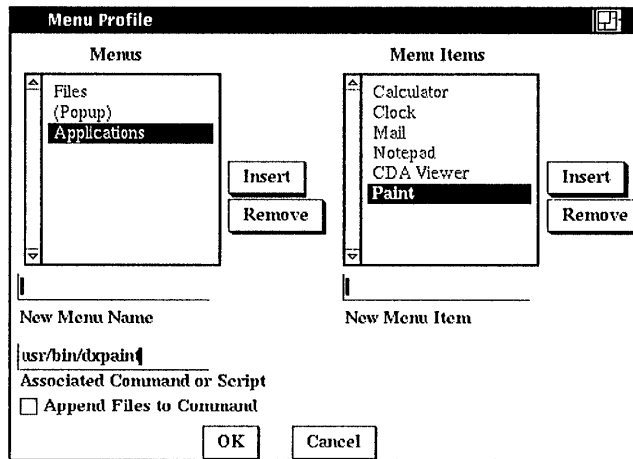 Menu Profile
Menus
Files
(Popup)
Applications
Insert
Remove
New Menu Name
Menu Items
Calculator
Clock
Mail
Notepad
CDA Viewer
Paint
Insert
Remove
New Menu Item
usr/bin/dxpaint
Associated Command or Script
Append Files to Command
OK
Cancel